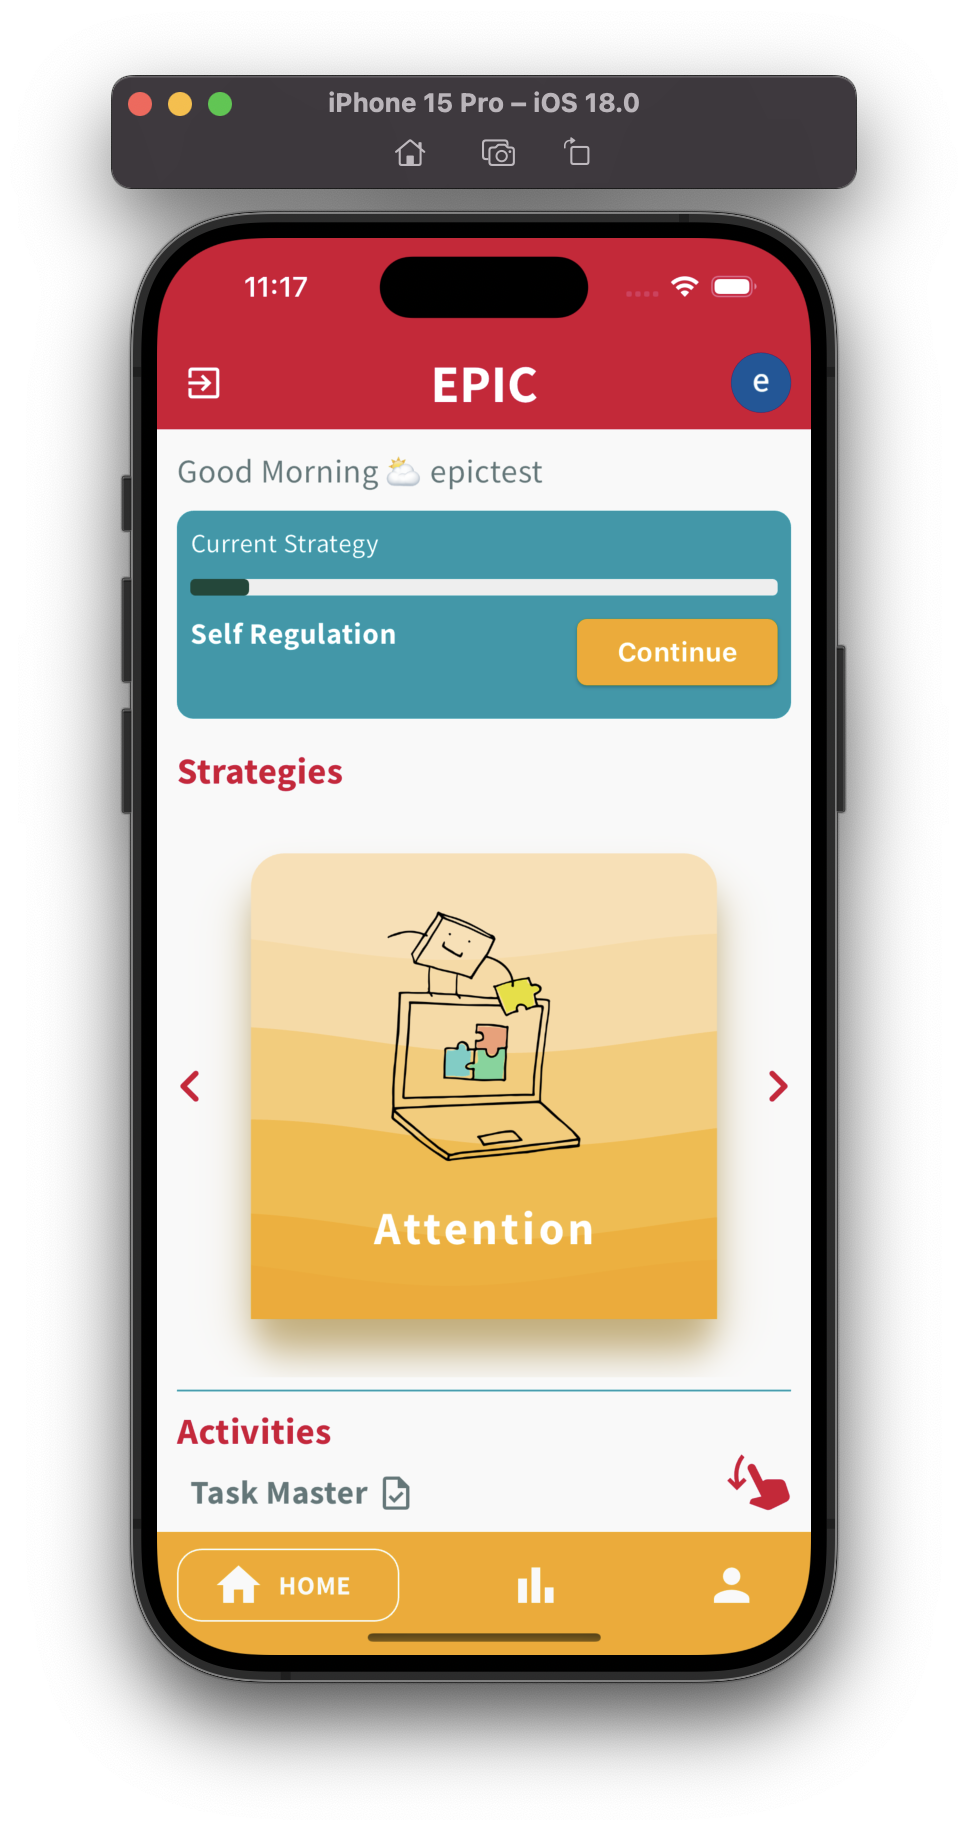 iPhone 15 Pro – iOS 18.0
11:17
EPIC
e
Good Morning 🌥️ epictest
Current Strategy
Self Regulation
Continue
Strategies
Attention
Activities
Task Master
HOME